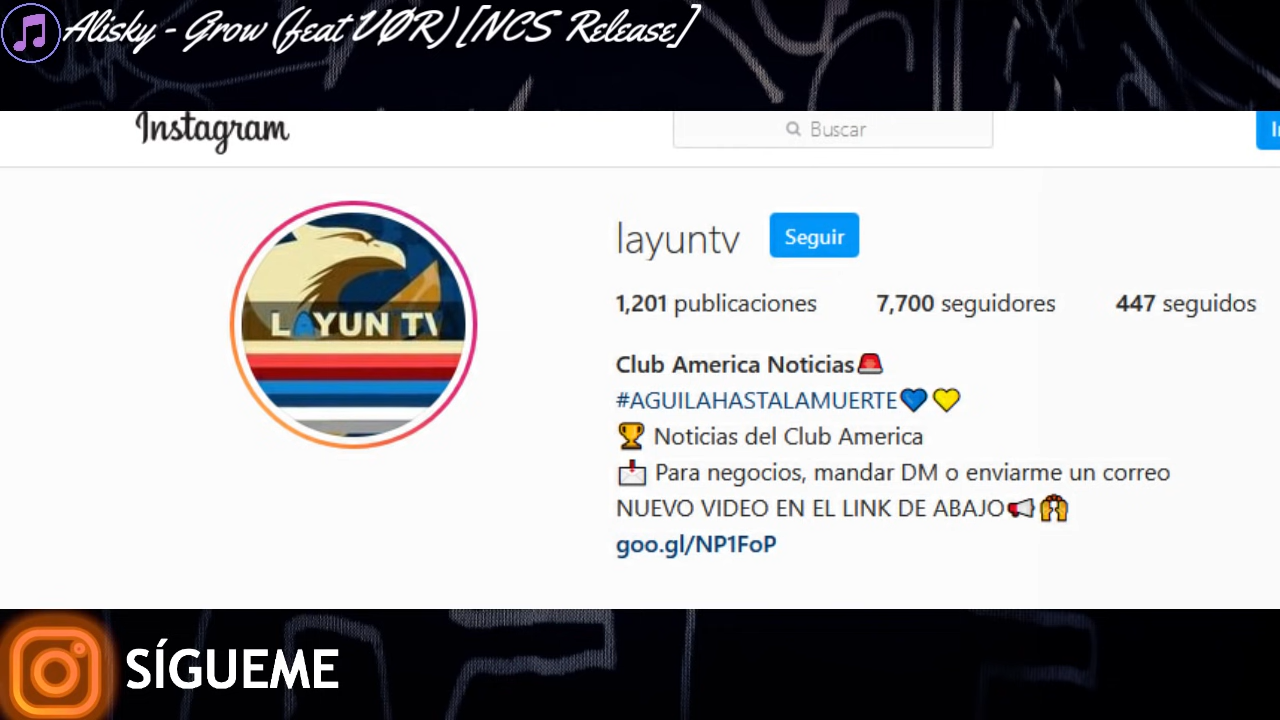 Alisky - Grow (feat VØR) [NCS Release]
Instagram
Buscar
layuntv
Seguir
1,201 publicaciones
7,700 seguidores
447 seguidos
LAYUN TV
Club America Noticias🚨
#AGUILAHASTALAMUERTE💙💛
🏆 Noticias del Club America
📩 Para negocios, mandar DM o enviarme un correo
NUEVO VIDEO EN EL LINK DE ABAJO📢🙌
goo.gl/NP1FoP
SÍGUEME